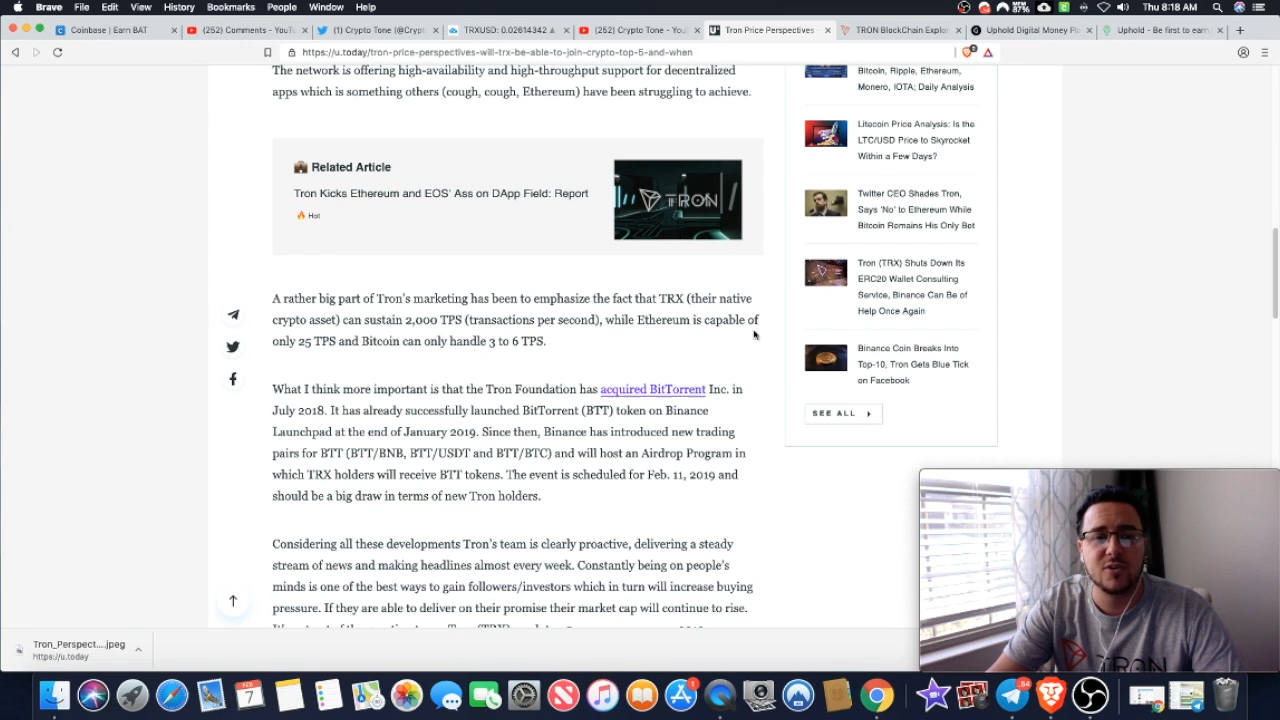 Brave File Edit View History Bookmarks People Window Help
Thu 8:18 AM
Coinbase | Earn BAT
(252) Comments - YouTu
(1) Crypto Tone (@Crypt
TRXUSD: 0.02614342
(252) Crypto Tone - YouT
Tron Price Perspectives
TRON BlockChain Explor
Uphold Digital Money Pl
Uphold - Be first to earn
https://u.today/tron-price-perspectives-will-trx-be-able-to-join-crypto-top-5-and-when
The network is offering high-availability and high-throughput support for decentralized
apps which is something others (cough, cough, Ethereum) have been struggling to achieve.
Related Article
Tron Kicks Ethereum and EOS' Ass on DApp Field: Report
Hot
TRON
A rather big part of Tron's marketing has been to emphasize the fact that TRX (their native
crypto asset) can sustain 2,000 TPS (transactions per second), while Ethereum is capable of
only 25 TPS and Bitcoin can only handle 3 to 6 TPS.
What I think more important is that the Tron Foundation has acquired BitTorrent Inc. in
July 2018. It has already successfully launched BitTorrent (BTT) token on Binance
Launchpad at the end of January 2019. Since then, Binance has introduced new trading
pairs for BTT (BTT/BNB, BTT/USDT and BTT/BTC) and will host an Airdrop Program in
which TRX holders will receive BTT tokens. The event is scheduled for Feb. 11, 2019 and
should be a big draw in terms of new Tron holders.
Considering all these developments Tron's team is clearly proactive, delivering a steady
stream of news and making headlines almost every week. Constantly being on people's
minds is one of the best ways to gain followers/investors which in turn will increase buying
pressure. If they are able to deliver on their promise their market cap will continue to rise.
Bitcoin, Ripple, Ethereum,
Monero, IOTA; Daily Analysis
Litecoin Price Analysis: Is the
LTC/USD Price to Skyrocket
Within a Few Days?
Twitter CEO Shades Tron,
Says 'No' to Ethereum While
Bitcoin Remains His Only Bet
Tron (TRX) Shuts Down Its
ERC20 Wallet Consulting
Service, Binance Can Be of
Help Once Again
Binance Coin Breaks Into
Top-10, Tron Gets Blue Tick
on Facebook
SEE ALL
Tron_Perspect....jpeg
https://u.today
TRON
FEB
7
1
54